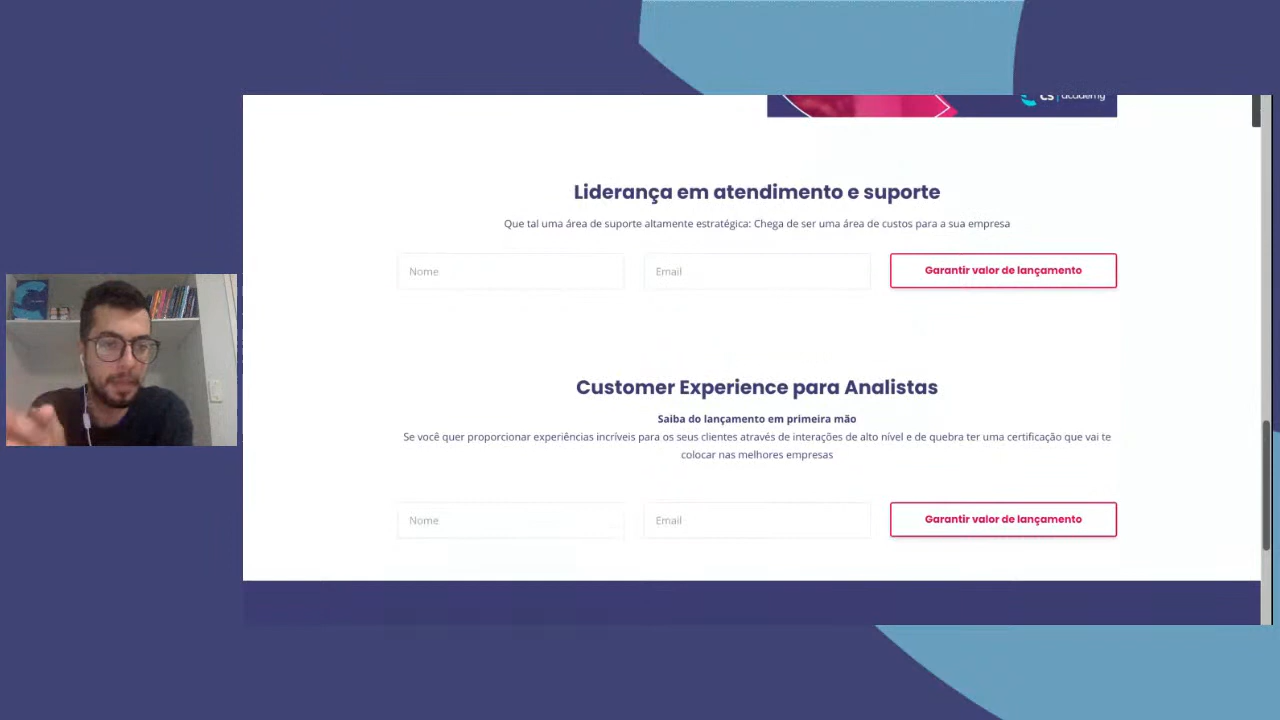 CS | academy
Liderança em atendimento e suporte
Que tal uma área de suporte altamente estratégica: Chega de ser uma área de custos para a sua empresa
Nome
Email
Garantir valor de lançamento
Customer Experience para Analistas
Saiba do lançamento em primeira mão
Se você quer proporcionar experiências incríveis para os seus clientes através de interações de alto nível e de quebra ter uma certificação que vai te
colocar nas melhores empresas
Nome
Email
Garantir valor de lançamento